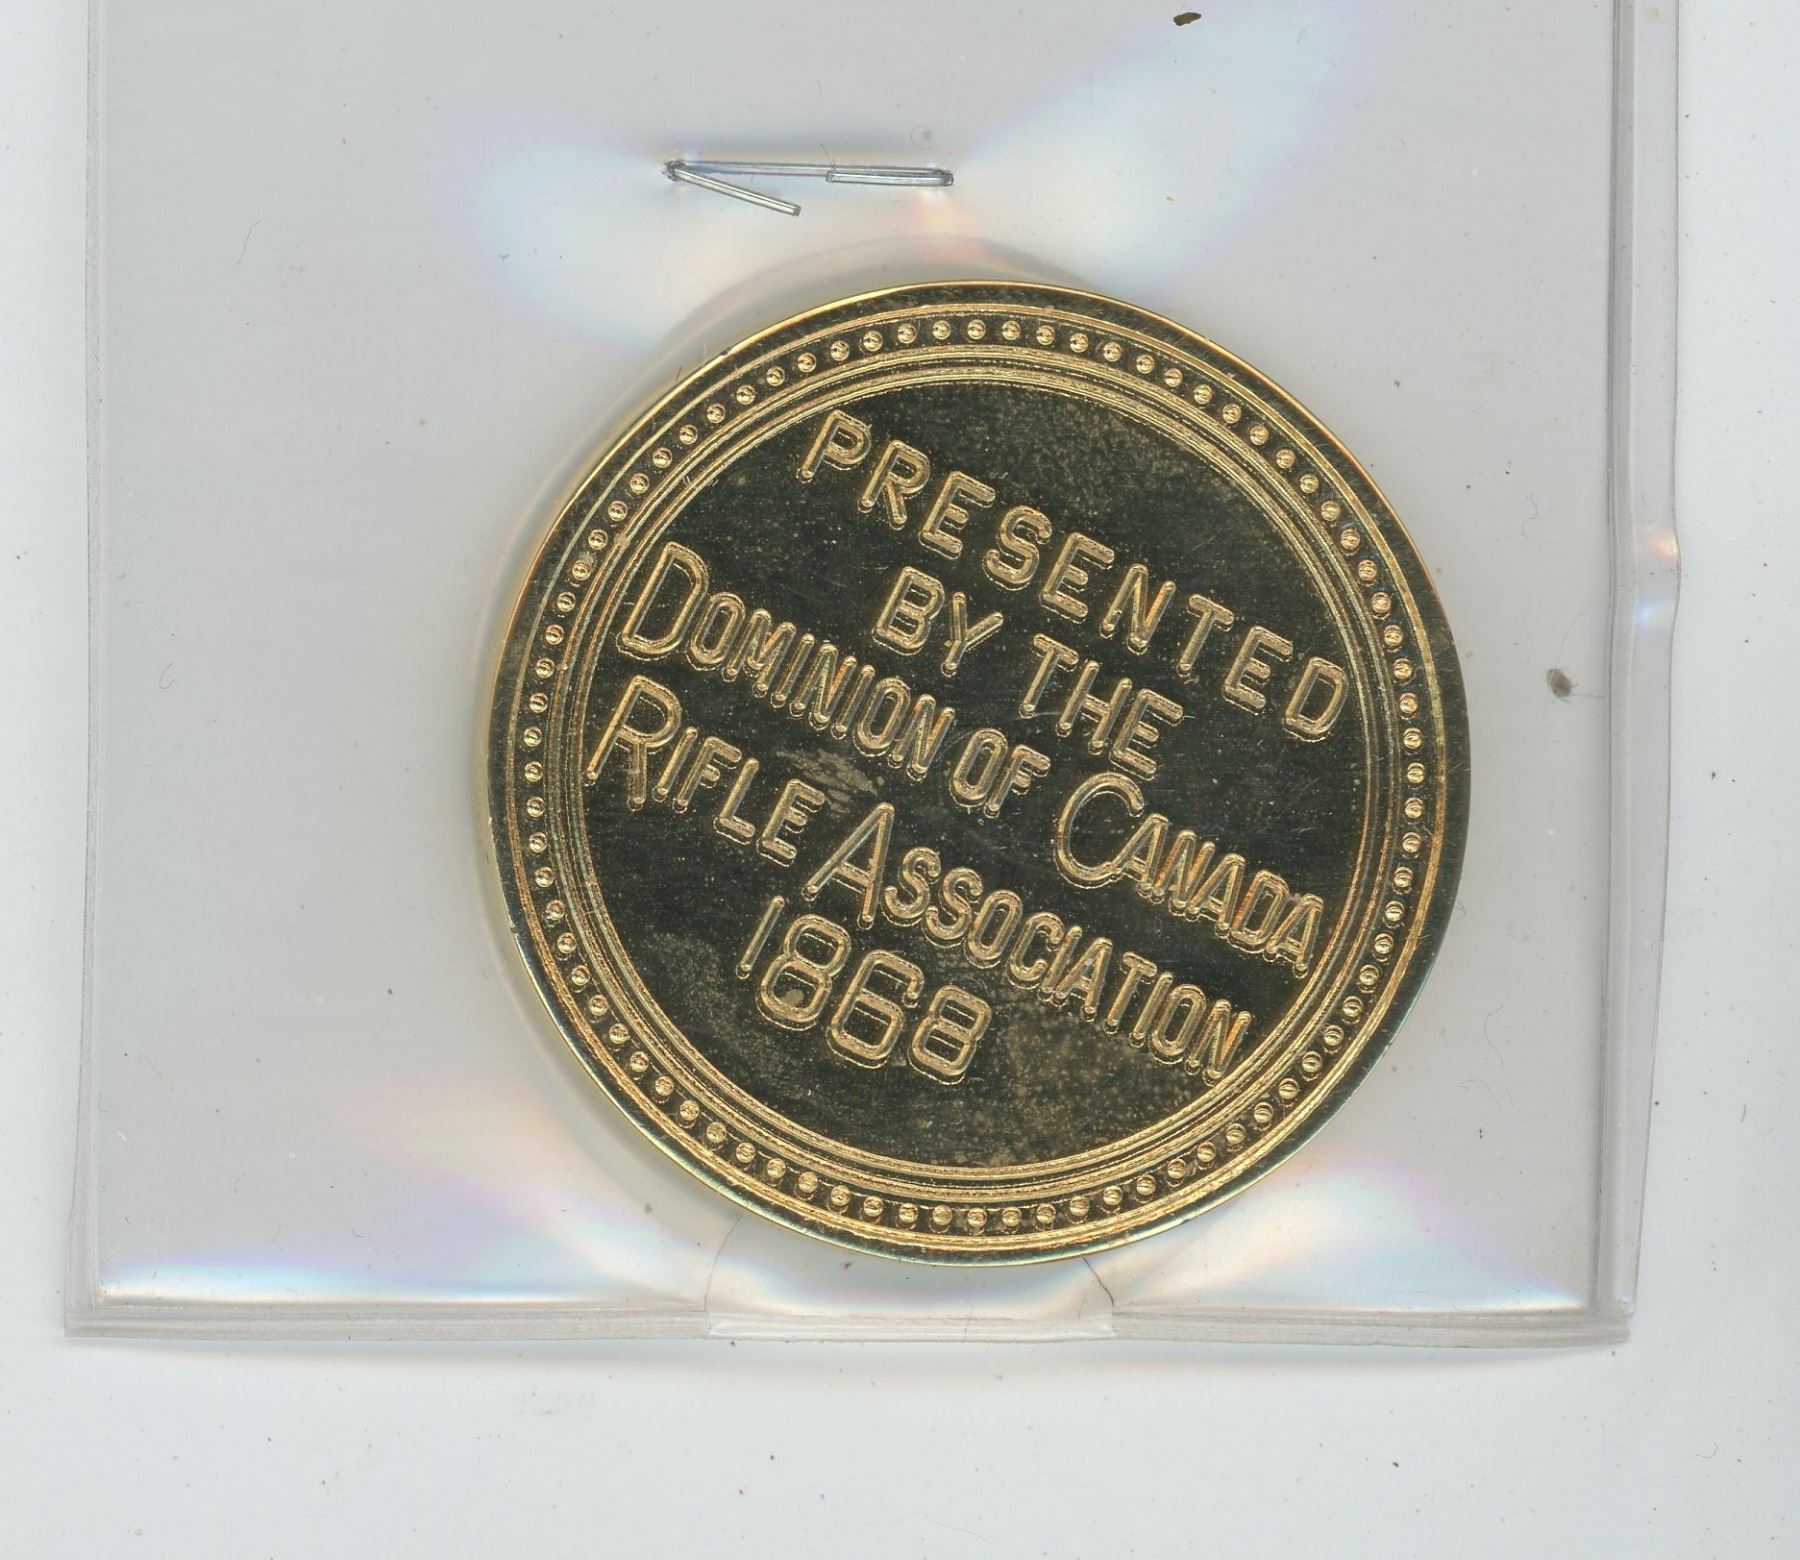 PRESENTED
BY THE
DOMINION OF CANADA
RIFLE ASSOCIATION
1868